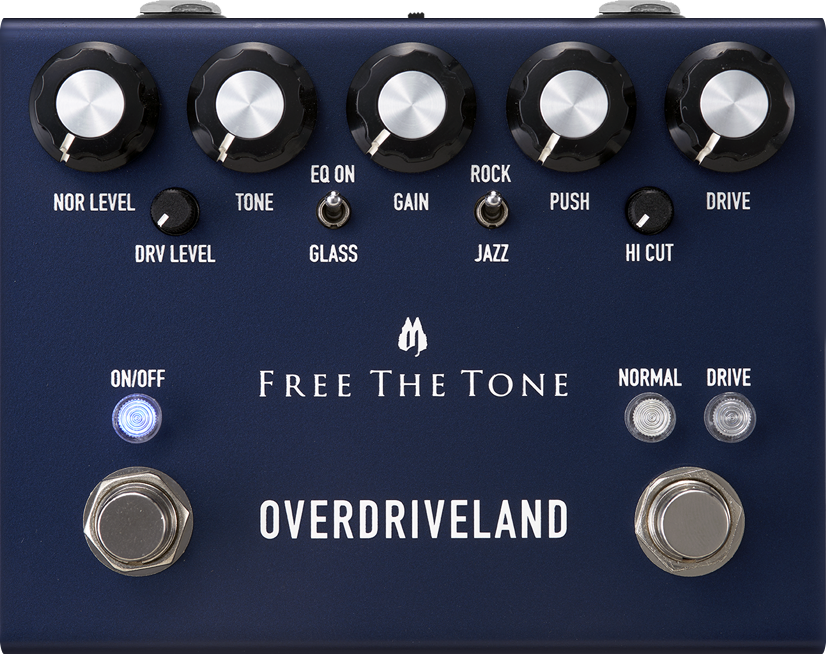 EQ ON
ROCK
NOR LEVEL
TONE
GAIN
PUSH
DRIVE
DRV LEVEL
GLASS
JAZZ
HI CUT
FREE THE TONE
ON/OFF
NORMAL
DRIVE
OVERDRIVELAND